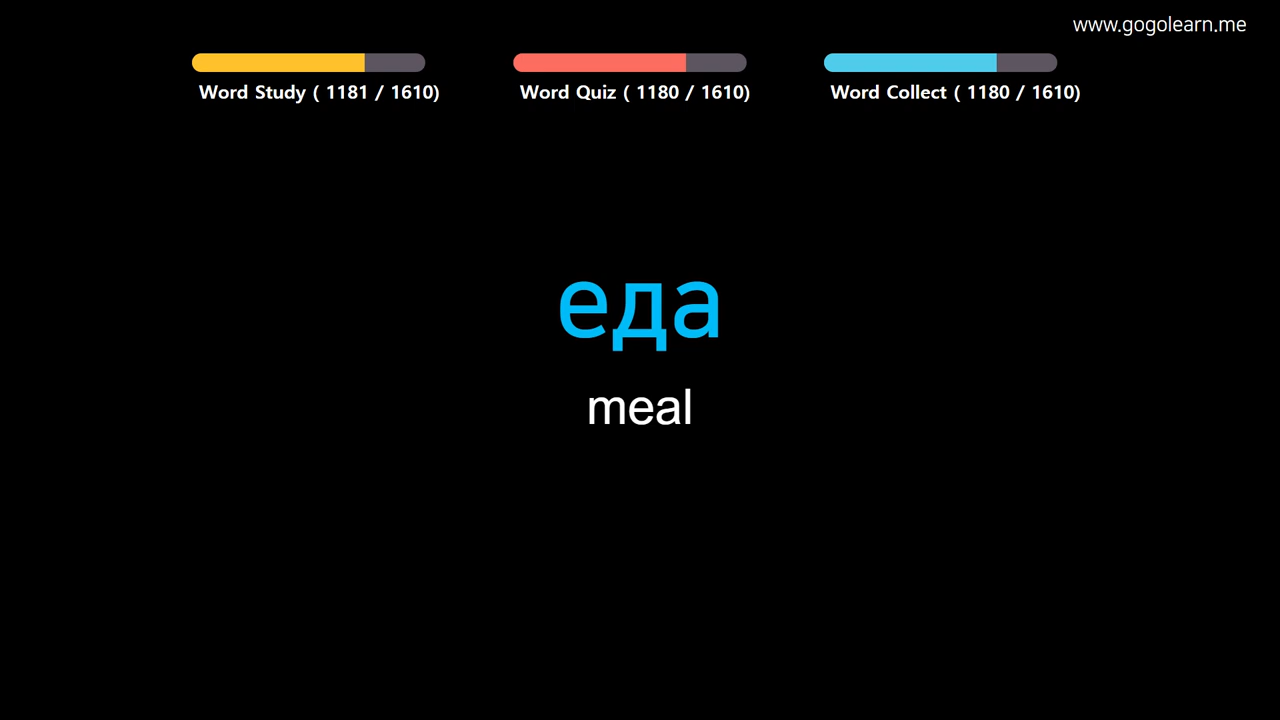 www.gogolearn.me
Word Study ( 1181 / 1610)
Word Quiz ( 1180 / 1610)
Word Collect ( 1180 / 1610)
еда
meal